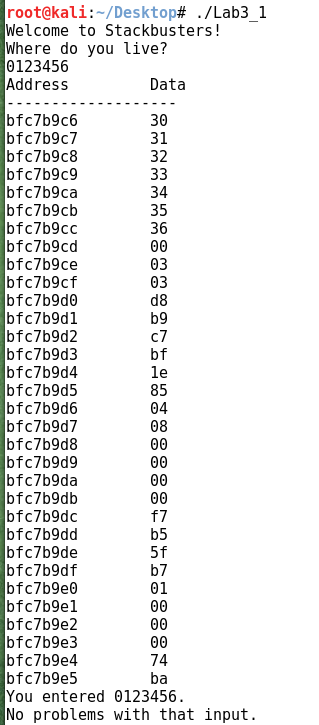 root@kali:~/Desktop# ./Lab3_1
Welcome to Stackbusters!
Where do you live?
0123456
Address         Data
-------------------
bfc7b9c6        30
bfc7b9c7        31
bfc7b9c8        32
bfc7b9c9        33
bfc7b9ca        34
bfc7b9cb        35
bfc7b9cc        36
bfc7b9cd        00
bfc7b9ce        03
bfc7b9cf        03
bfc7b9d0        d8
bfc7b9d1        b9
bfc7b9d2        c7
bfc7b9d3        bf
bfc7b9d4        1e
bfc7b9d5        85
bfc7b9d6        04
bfc7b9d7        08
bfc7b9d8        00
bfc7b9d9        00
bfc7b9da        00
bfc7b9db        00
bfc7b9dc        f7
bfc7b9dd        b5
bfc7b9de        5f
bfc7b9df        b7
bfc7b9e0        01
bfc7b9e1        00
bfc7b9e2        00
bfc7b9e3        00
bfc7b9e4        74
bfc7b9e5        ba
You entered 0123456.
No problems with that input.